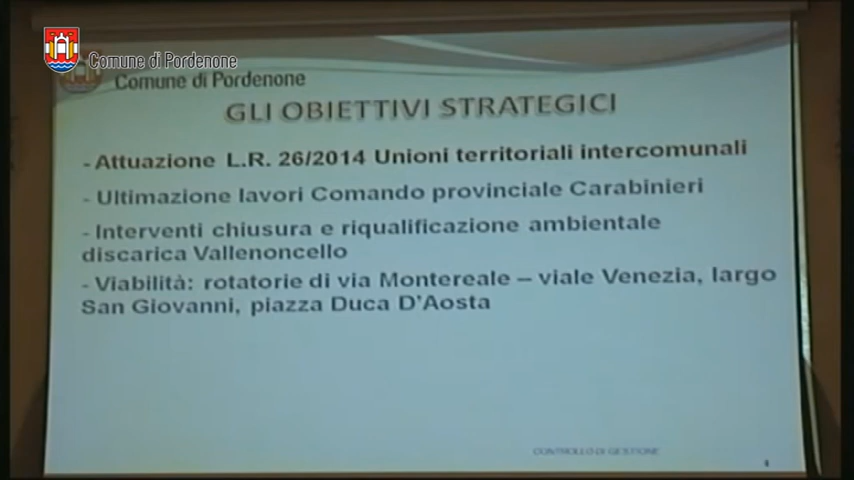 Comune di Pordenone
Comune di Pordenone
GLI OBIETTIVI STRATEGICI
- Attuazione L.R. 26/2014 Unioni territoriali intercomunali
- Ultimazione lavori Comando provinciale Carabinieri
- Interventi chiusura e riqualificazione ambientale
discarica Vallenoncello
- Viabilità: rotatorie di via Montereale – viale Venezia, largo
San Giovanni, piazza Duca D'Aosta
CONTROLLO DI GESTIONE